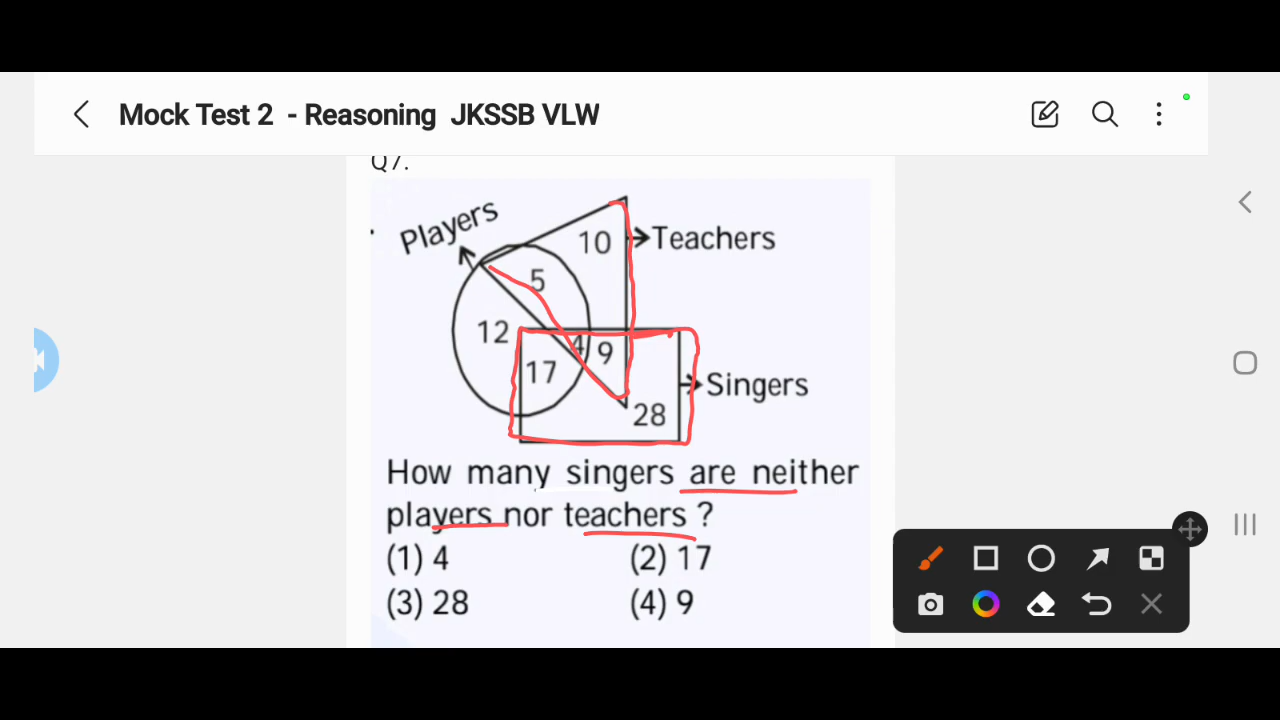 Mock Test 2 - Reasoning JKSSB VLW
Q7.
Players
10
Teachers
5
12
4
9
17
Singers
28
How many singers are neither
players nor teachers ?
(1) 4 (2) 17
(3) 28 (4) 9